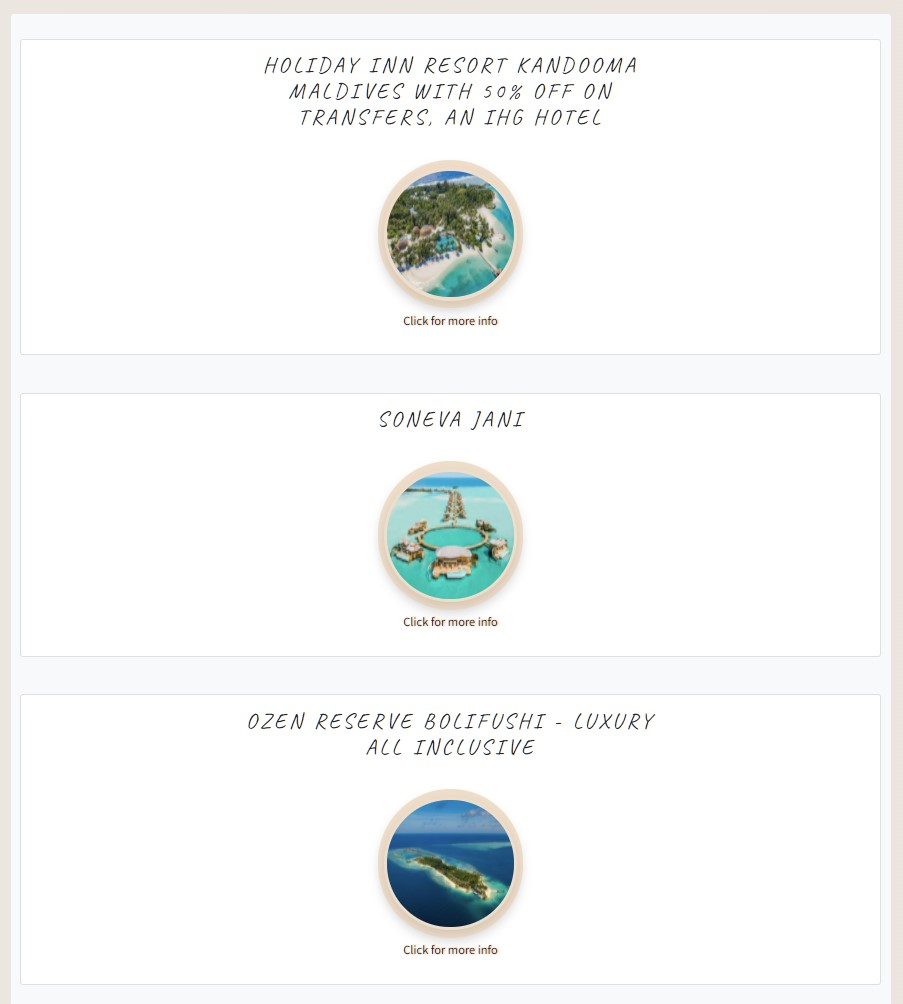 HOLIDAY INN RESORT KANDOOMA
MALDIVES WITH 50% OFF ON
TRANSFERS, AN IHG HOTEL
Click for more info
SONEVA JANI
Click for more info
OZEN RESERVE BOLIFUSHI - LUXURY
ALL INCLUSIVE
Click for more info